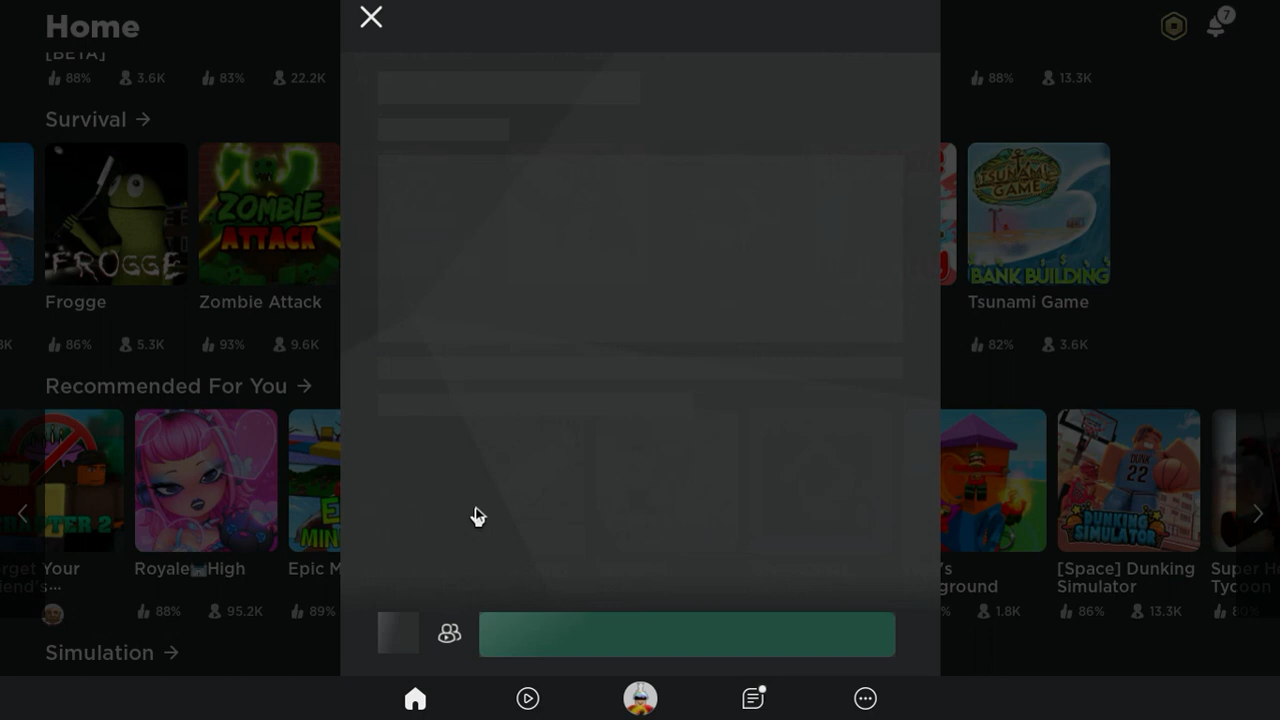 Home
7
[BETA]
88% 3.6K 83% 22.2K 88% 13.3K
Survival
FROGGE
ZOMBIE ATTACK
TSUNAMI GAME
BANK BUILDING
Frogge Zombie Attack Tsunami Game
86% 5.3K 93% 9.6K 82% 3.6K
Recommended For You
22
DUNK
DUNKING SIMULATOR
Royale High Epic M [Space] Dunking Super H
Simulator Tycoon
88% 95.2K 89% 1.8K 86% 13.3K 80%
Simulation